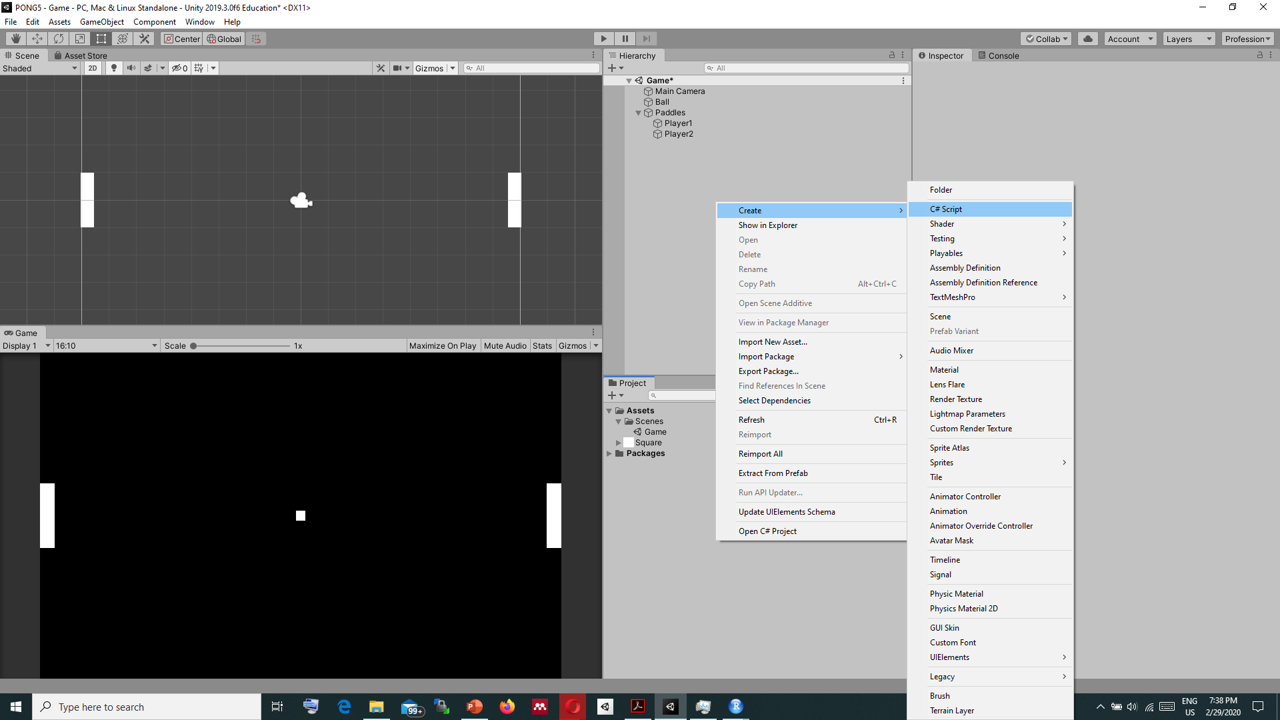 PONG5 - Game - PC, Mac & Linux Standalone - Unity 2019.3.0f6 Education* <DX11>
File Edit Assets GameObject Component Window Help
Center Global Collab Account Layers Profession
Scene Asset Store
Shaded 2D 0 Gizmos All
Hierarchy
All
Game*
Main Camera
Ball
Paddles
Player1
Player2
Inspector Console
Game
Display 1 16:10 Scale 1x Maximize On Play Mute Audio Stats Gizmos
Project
Assets
Scenes
Game
Square
Packages
Create
Show in Explorer
Open
Delete
Rename
Copy Path Alt+Ctrl+C
Open Scene Additive
View in Package Manager
Import New Asset...
Import Package
Export Package...
Find References In Scene
Select Dependencies
Refresh Ctrl+R
Reimport
Reimport All
Extract From Prefab
Run API Updater...
Update UIElements Schema
Open C# Project
Folder
C# Script
Shader
Testing
Playables
Assembly Definition
Assembly Definition Reference
TextMeshPro
Scene
Prefab Variant
Audio Mixer
Material
Lens Flare
Render Texture
Lightmap Parameters
Custom Render Texture
Sprite Atlas
Sprites
Tile
Animator Controller
Animation
Animator Override Controller
Avatar Mask
Timeline
Signal
Physic Material
Physics Material 2D
GUI Skin
Custom Font
UIElements
Legacy
Brush
Terrain Layer
Type here to search
99+
ENG
US
7:38 PM
2/29/2020